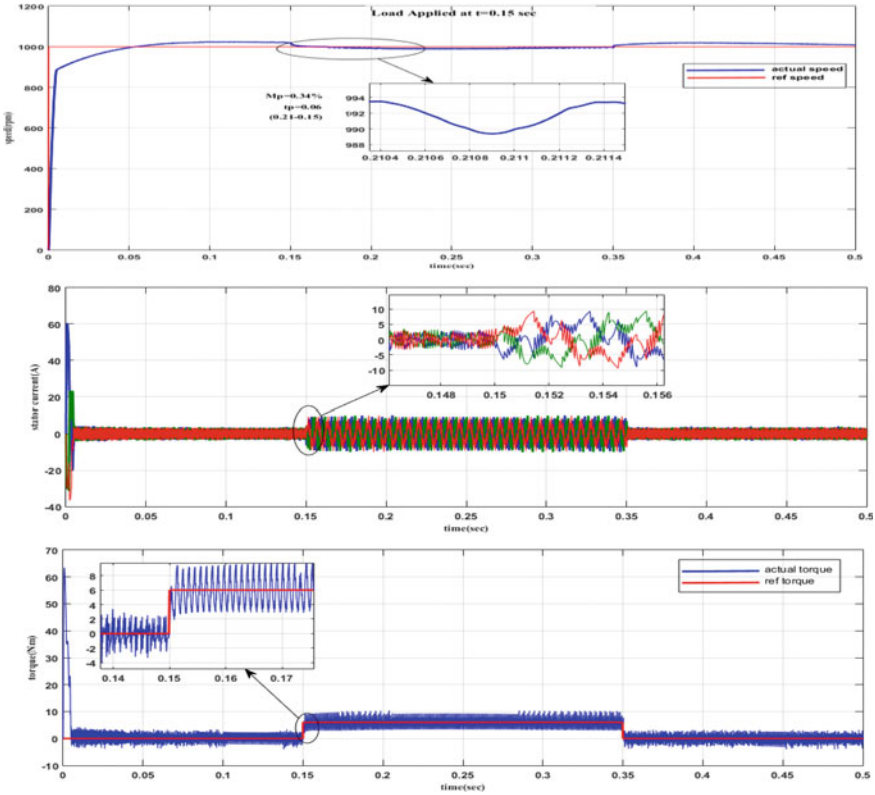 Load Applied at t=0.15 sec
1200
1000
800
600
400
200
0
speed(rpm)
actual speed
ref speed
Mp=0.34%
tp=0.06
(0.21-0.15)
994
992
990
988
0.2104 0.2106 0.2108 0.211 0.2112 0.2114
0 0.05 0.1 0.15 0.2 0.25 0.3 0.35 0.4 0.45 0.5
time(sec)
80
60
40
20
0
-20
-40
stator current(A)
10
5
0
-5
-10
0.148 0.15 0.152 0.154 0.156
0 0.05 0.1 0.15 0.2 0.25 0.3 0.35 0.4 0.45 0.5
time(sec)
70
60
50
40
30
20
10
0
-10
-20
torque(Nm)
8
6
4
2
0
-2
-4
0.14 0.15 0.16 0.17
actual torque
ref torque
0 0.05 0.1 0.15 0.2 0.25 0.3 0.35 0.4 0.45 0.5
time(sec)